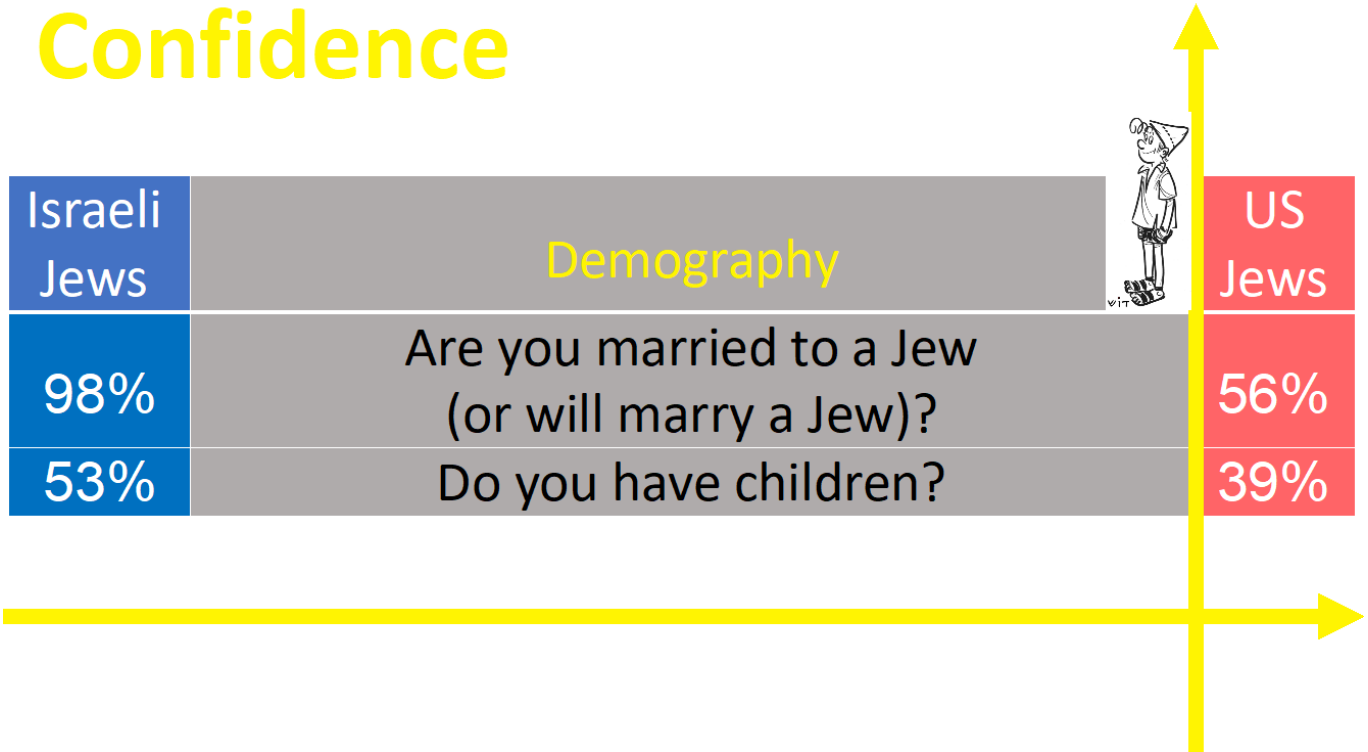 Confidence
Israeli
Jews
Demography
US
Jews
98%
Are you married to a Jew
(or will marry a Jew)?
56%
53%
Do you have children?
39%